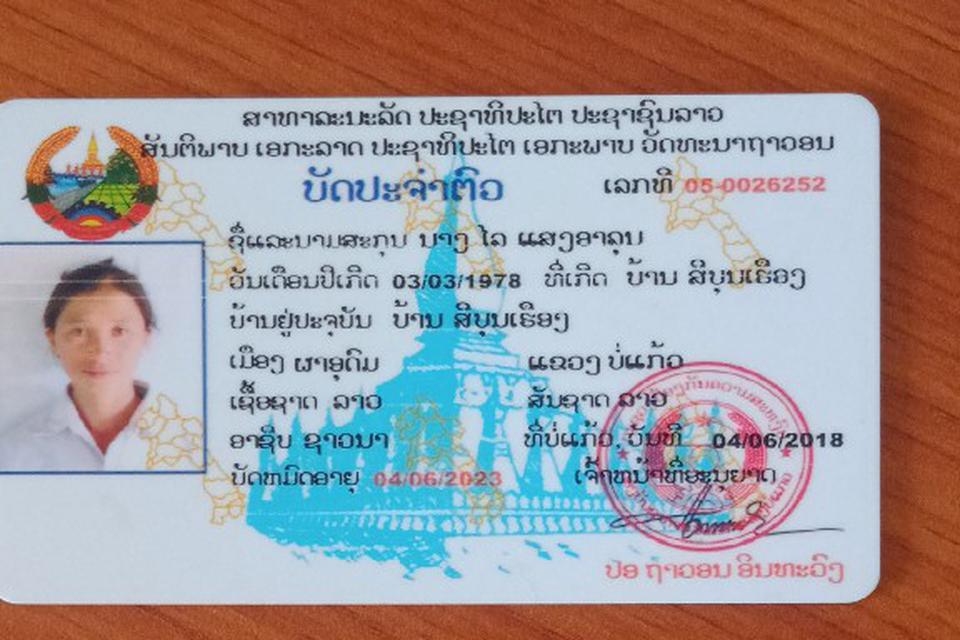 ສາທາລະນະລັດ ປະຊາທິປະໄຕ ປະຊາຊົນລາວ
ສັນຕິພາບ ເອກະລາດ ປະຊາທິປະໄຕ ເອກະພາບ ວັດທະນາຖາວອນ
ບັດປະຈຳຕົວ ເລກທີ 05-0026252
ຊື່ແລະນາມສະກຸນ ນາງ ໄລ ແສງອາລຸນ
ວັນເດືອນປີເກີດ 03/03/1978 ທີ່ເກີດ ບ້ານ ສີບຸນເຮືອງ
ບ້ານຢູ່ປະຈຸບັນ ບ້ານ ສີບຸນເຮືອງ
ເມືອງ ຜາອຸດົມ ແຂວງ ບໍ່ແກ້ວ
ເຊື້ອຊາດ ລາວ ສັນຊາດ ລາວ
ອາຊີບ ຊາວນາ ທີ່ບໍ່ແກ້ວ, ວັນທີ 04/06/2018
ບັດຫມົດອາຍຸ 04/06/2023 ເຈົ້າຫນ້າທີ່ອະນຸຍາດ
ປອ ຖາວອນ ອິນທະວົງ